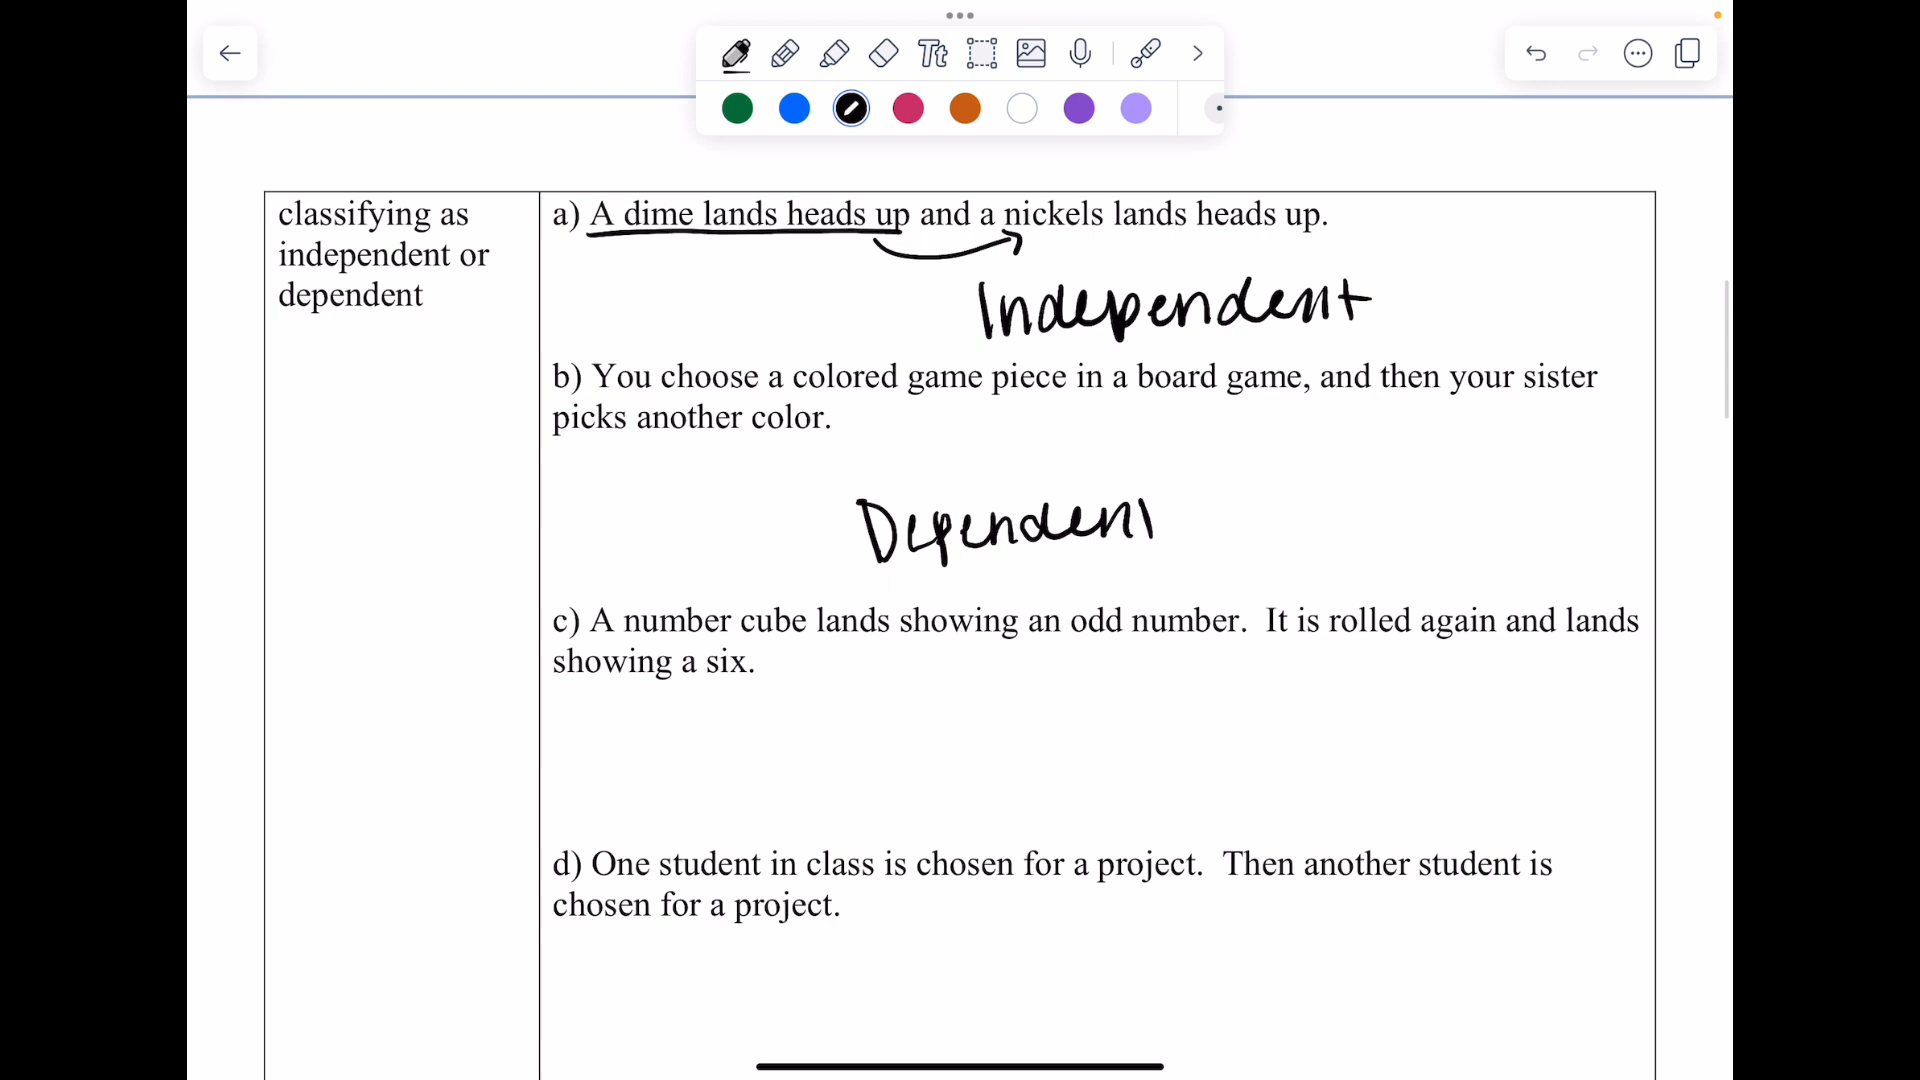 Tt
classifying as
independent or
dependent
a) A dime lands heads up and a nickels lands heads up.
Independent
b) You choose a colored game piece in a board game, and then your sister
picks another color.
Dependent
c) A number cube lands showing an odd number. It is rolled again and lands
showing a six.
d) One student in class is chosen for a project. Then another student is
chosen for a project.